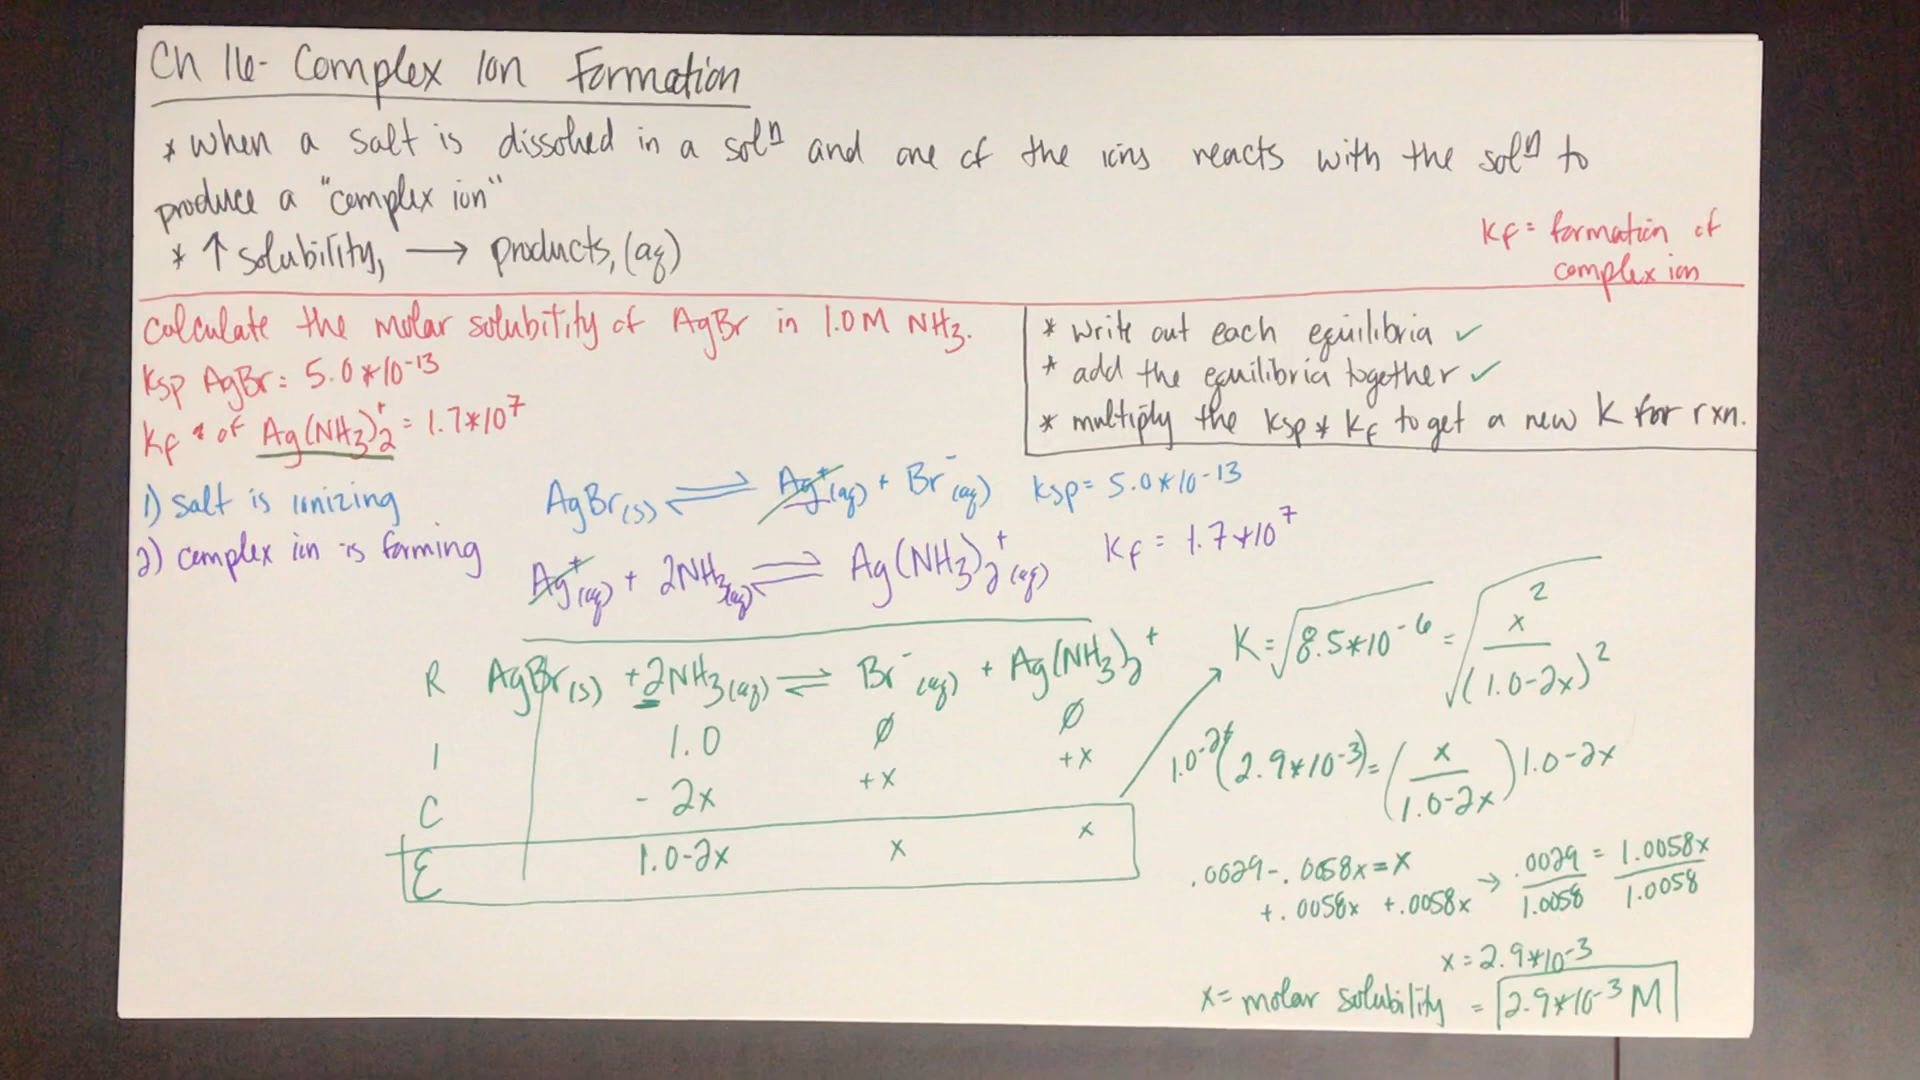 Ch 16- Complex Ion Formation
* When a salt is dissolved in a solⁿ and one of the ions reacts with the solⁿ to
produce a "complex ion"
* ↑ solubility, → products, (aq)
Kf = formation of
complex ion
Calculate the molar solubility of AgBr in 1.0M NH₃.
Ksp AgBr = 5.0*10⁻¹³
Kf of Ag(NH₃)₂⁺ = 1.7*10⁷
* write out each equilibria ✓
* add the equilibria together ✓
* multiply the Ksp * Kf to get a new K for rxn.
1) salt is ionizing
AgBr(s) ⇌ Ag⁺(aq) + Br⁻(aq) Ksp = 5.0*10⁻¹³
2) complex ion is forming
Ag⁺(aq) + 2NH₃(aq) ⇌ Ag(NH₃)₂⁺(aq) Kf = 1.7*10⁷
R AgBr(s) + 2NH₃(aq) ⇌ Br⁻(aq) + Ag(NH₃)₂⁺
I 1.0 Ø Ø
C - 2x +x +x
E 1.0-2x x x
K = √8.5*10⁻⁶ = √x²/(1.0-2x)²
1.0-2x(2.9*10⁻³) = (x/1.0-2x) 1.0-2x
.0029-.0058x = x → .0029/1.0058 = 1.0058x/1.0058
+.0058x +.0058x
x = 2.9*10⁻³
x = molar solubility = 2.9*10⁻³ M